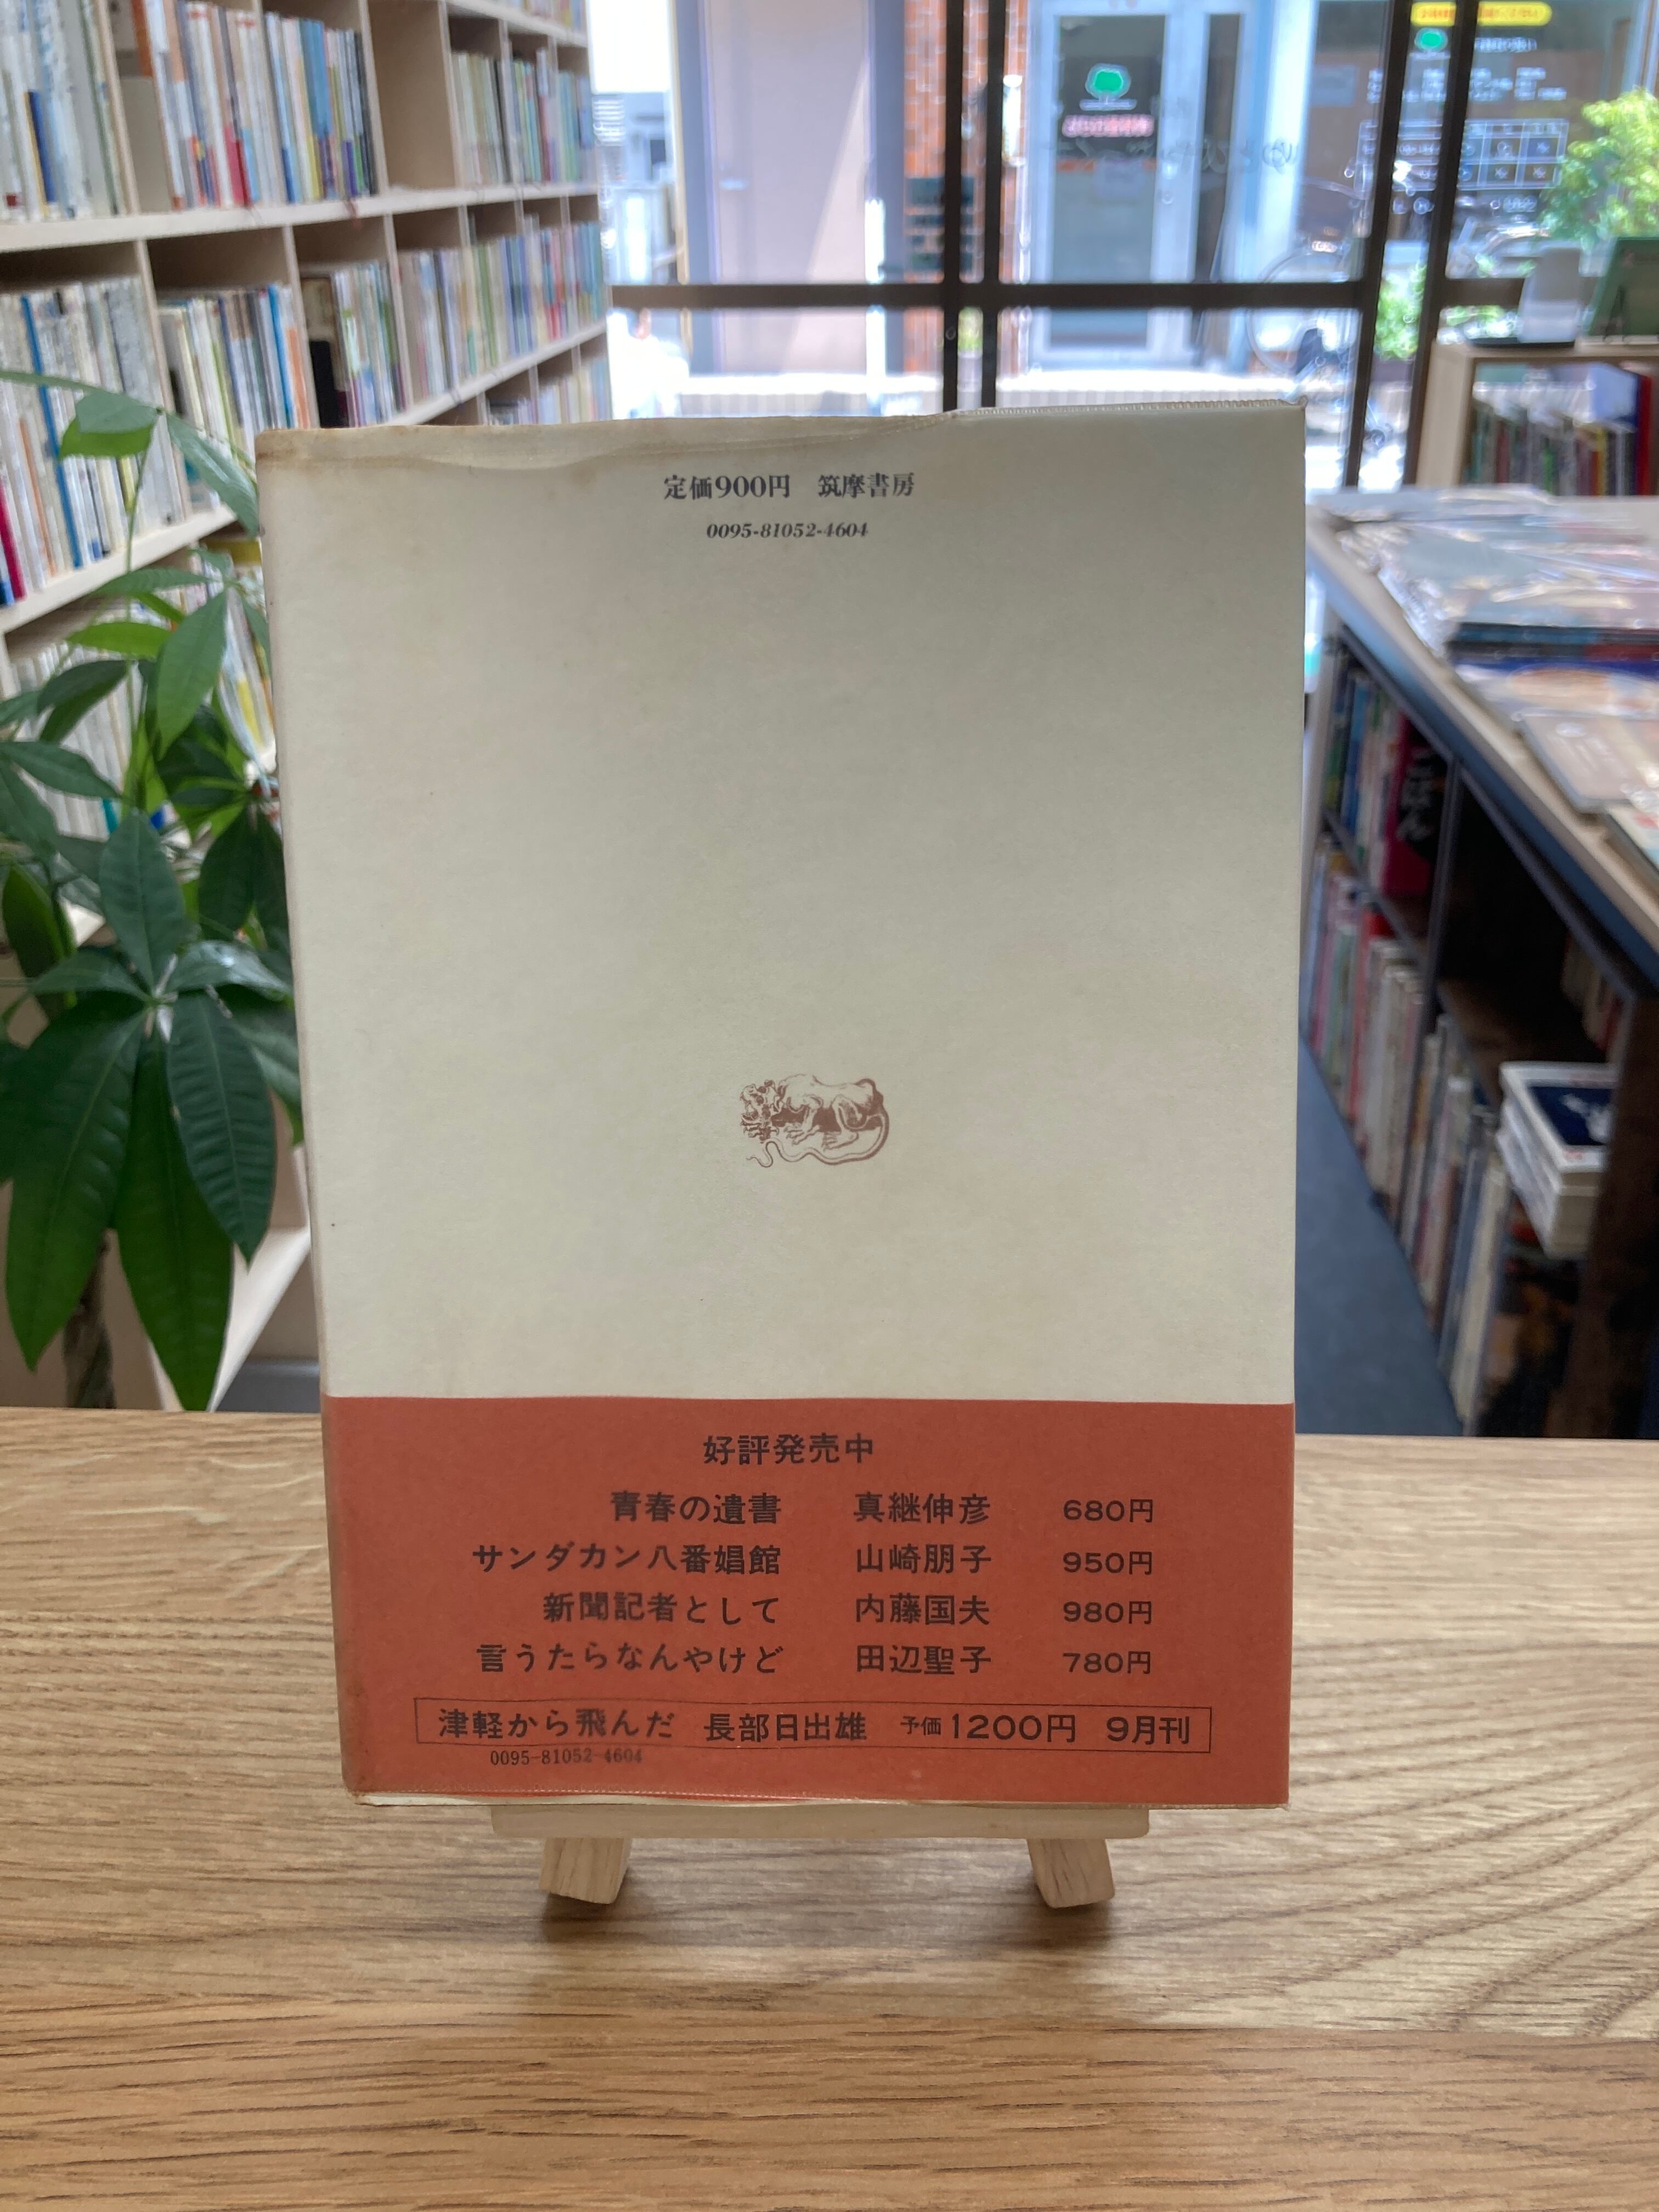 定価900円　筑摩書房
0095-81052-4604
好評発売中
青春の遺書　真継伸彦　680円
サンダカン八番娼館　山崎朋子　950円
新聞記者として　内藤国夫　980円
言うたらなんやけど　田辺聖子　780円
津軽から飛んだ　長部日出雄　予価1200円　9月刊
0095-81052-4604